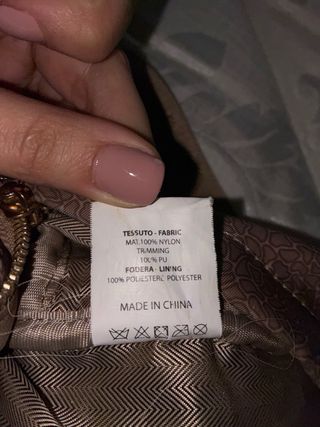 TESSUTO - FABRIC
MAT.100% NYLON
TRIMMING
100% PU
FODERA - LINING
100% POLIESTERE POLYESTER
MADE IN CHINA